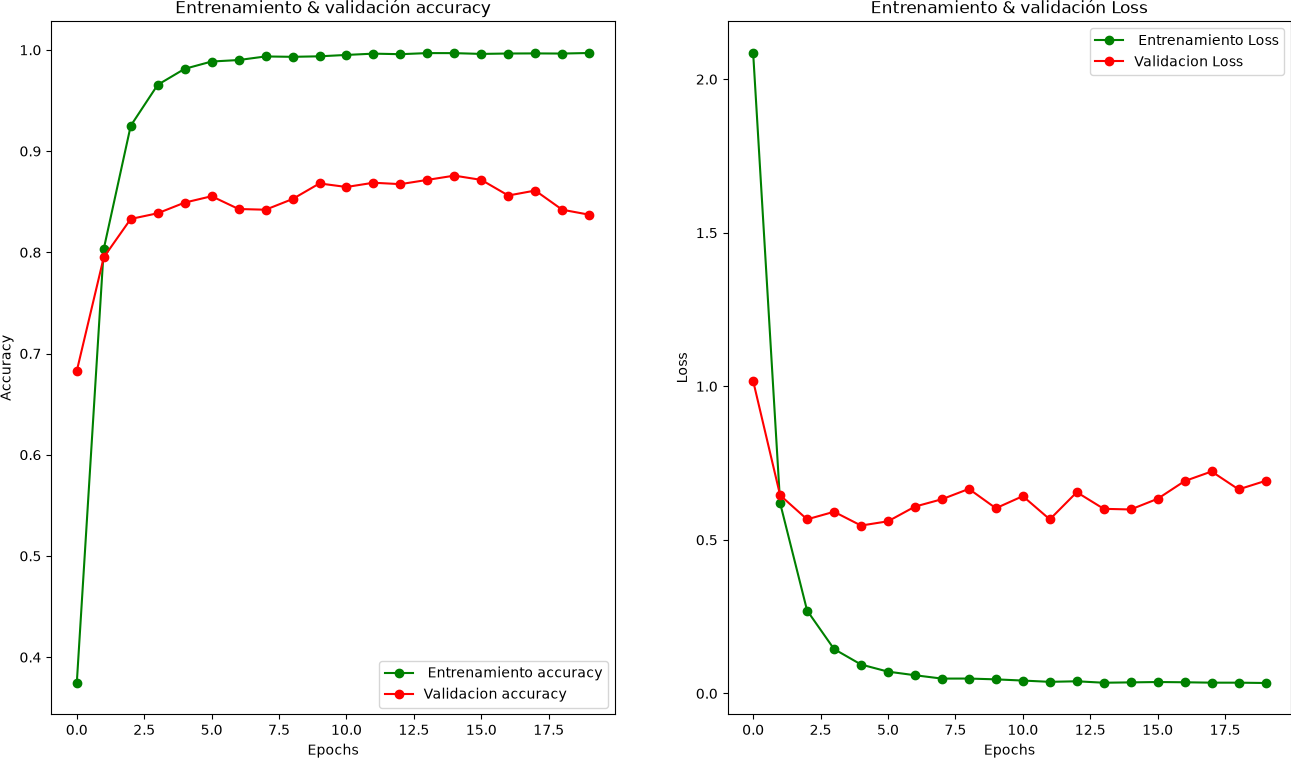 Entrenamiento & validación accuracy
1.0
0.9
0.8
0.7
0.6
0.5
0.4
Accuracy
0.0 2.5 5.0 7.5 10.0 12.5 15.0 17.5
Epochs
Entrenamiento accuracy
Validacion accuracy
Entrenamiento & validación Loss
2.0
1.5
1.0
0.5
0.0
Loss
0.0 2.5 5.0 7.5 10.0 12.5 15.0 17.5
Epochs
Entrenamiento Loss
Validacion Loss